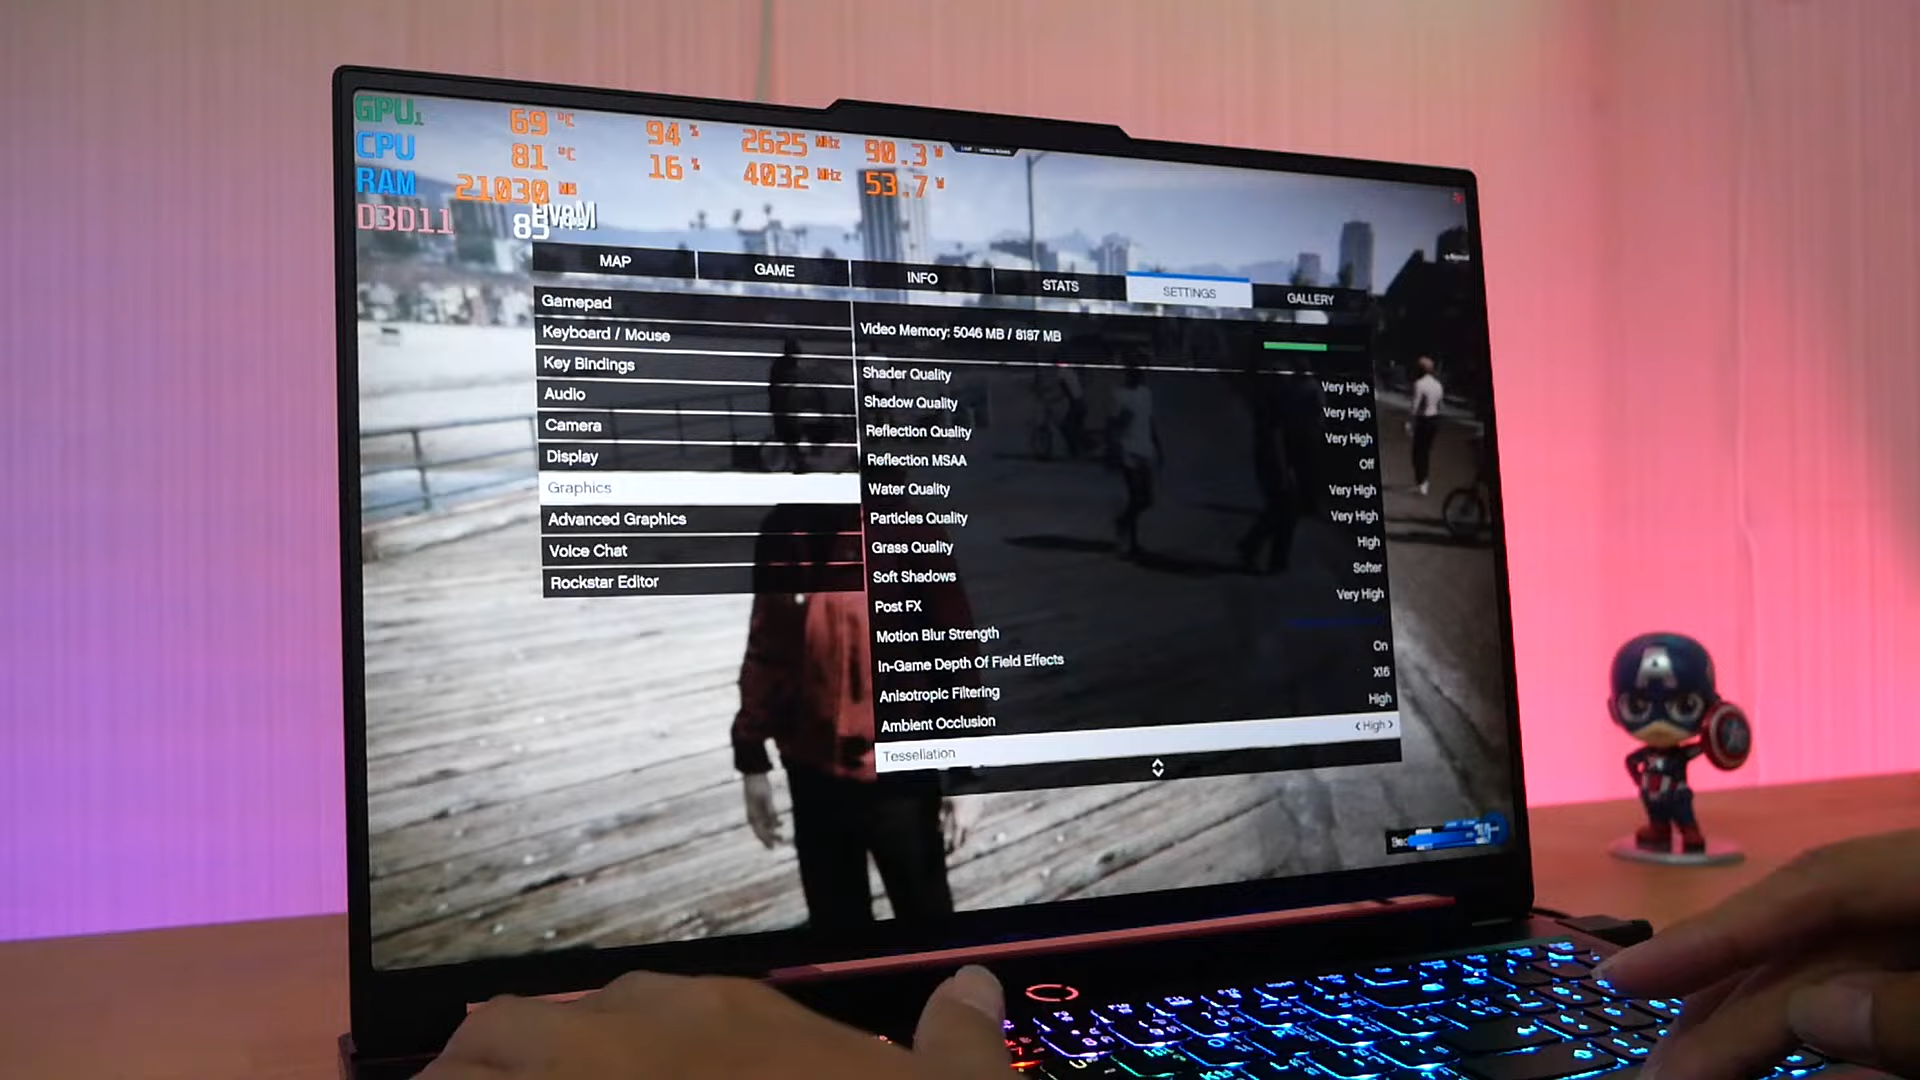 GPU1 69 °C 94 % 2625 MHz 90.3 W
CPU 81 °C 16 % 4032 MHz 53.7 W
RAM 21030 MB
D3D11 85 FPS
FiveM
MAP GAME INFO STATS SETTINGS GALLERY
Gamepad
Keyboard / Mouse
Key Bindings
Audio
Camera
Display
Graphics
Advanced Graphics
Voice Chat
Rockstar Editor
Video Memory: 5046 MB / 8187 MB
Shader Quality Very High
Shadow Quality Very High
Reflection Quality Very High
Reflection MSAA Off
Water Quality Very High
Particles Quality Very High
Grass Quality High
Soft Shadows Softer
Post FX Very High
Motion Blur Strength
In-Game Depth Of Field Effects On
Anisotropic Filtering X16
Ambient Occlusion High
Tessellation < High >
A